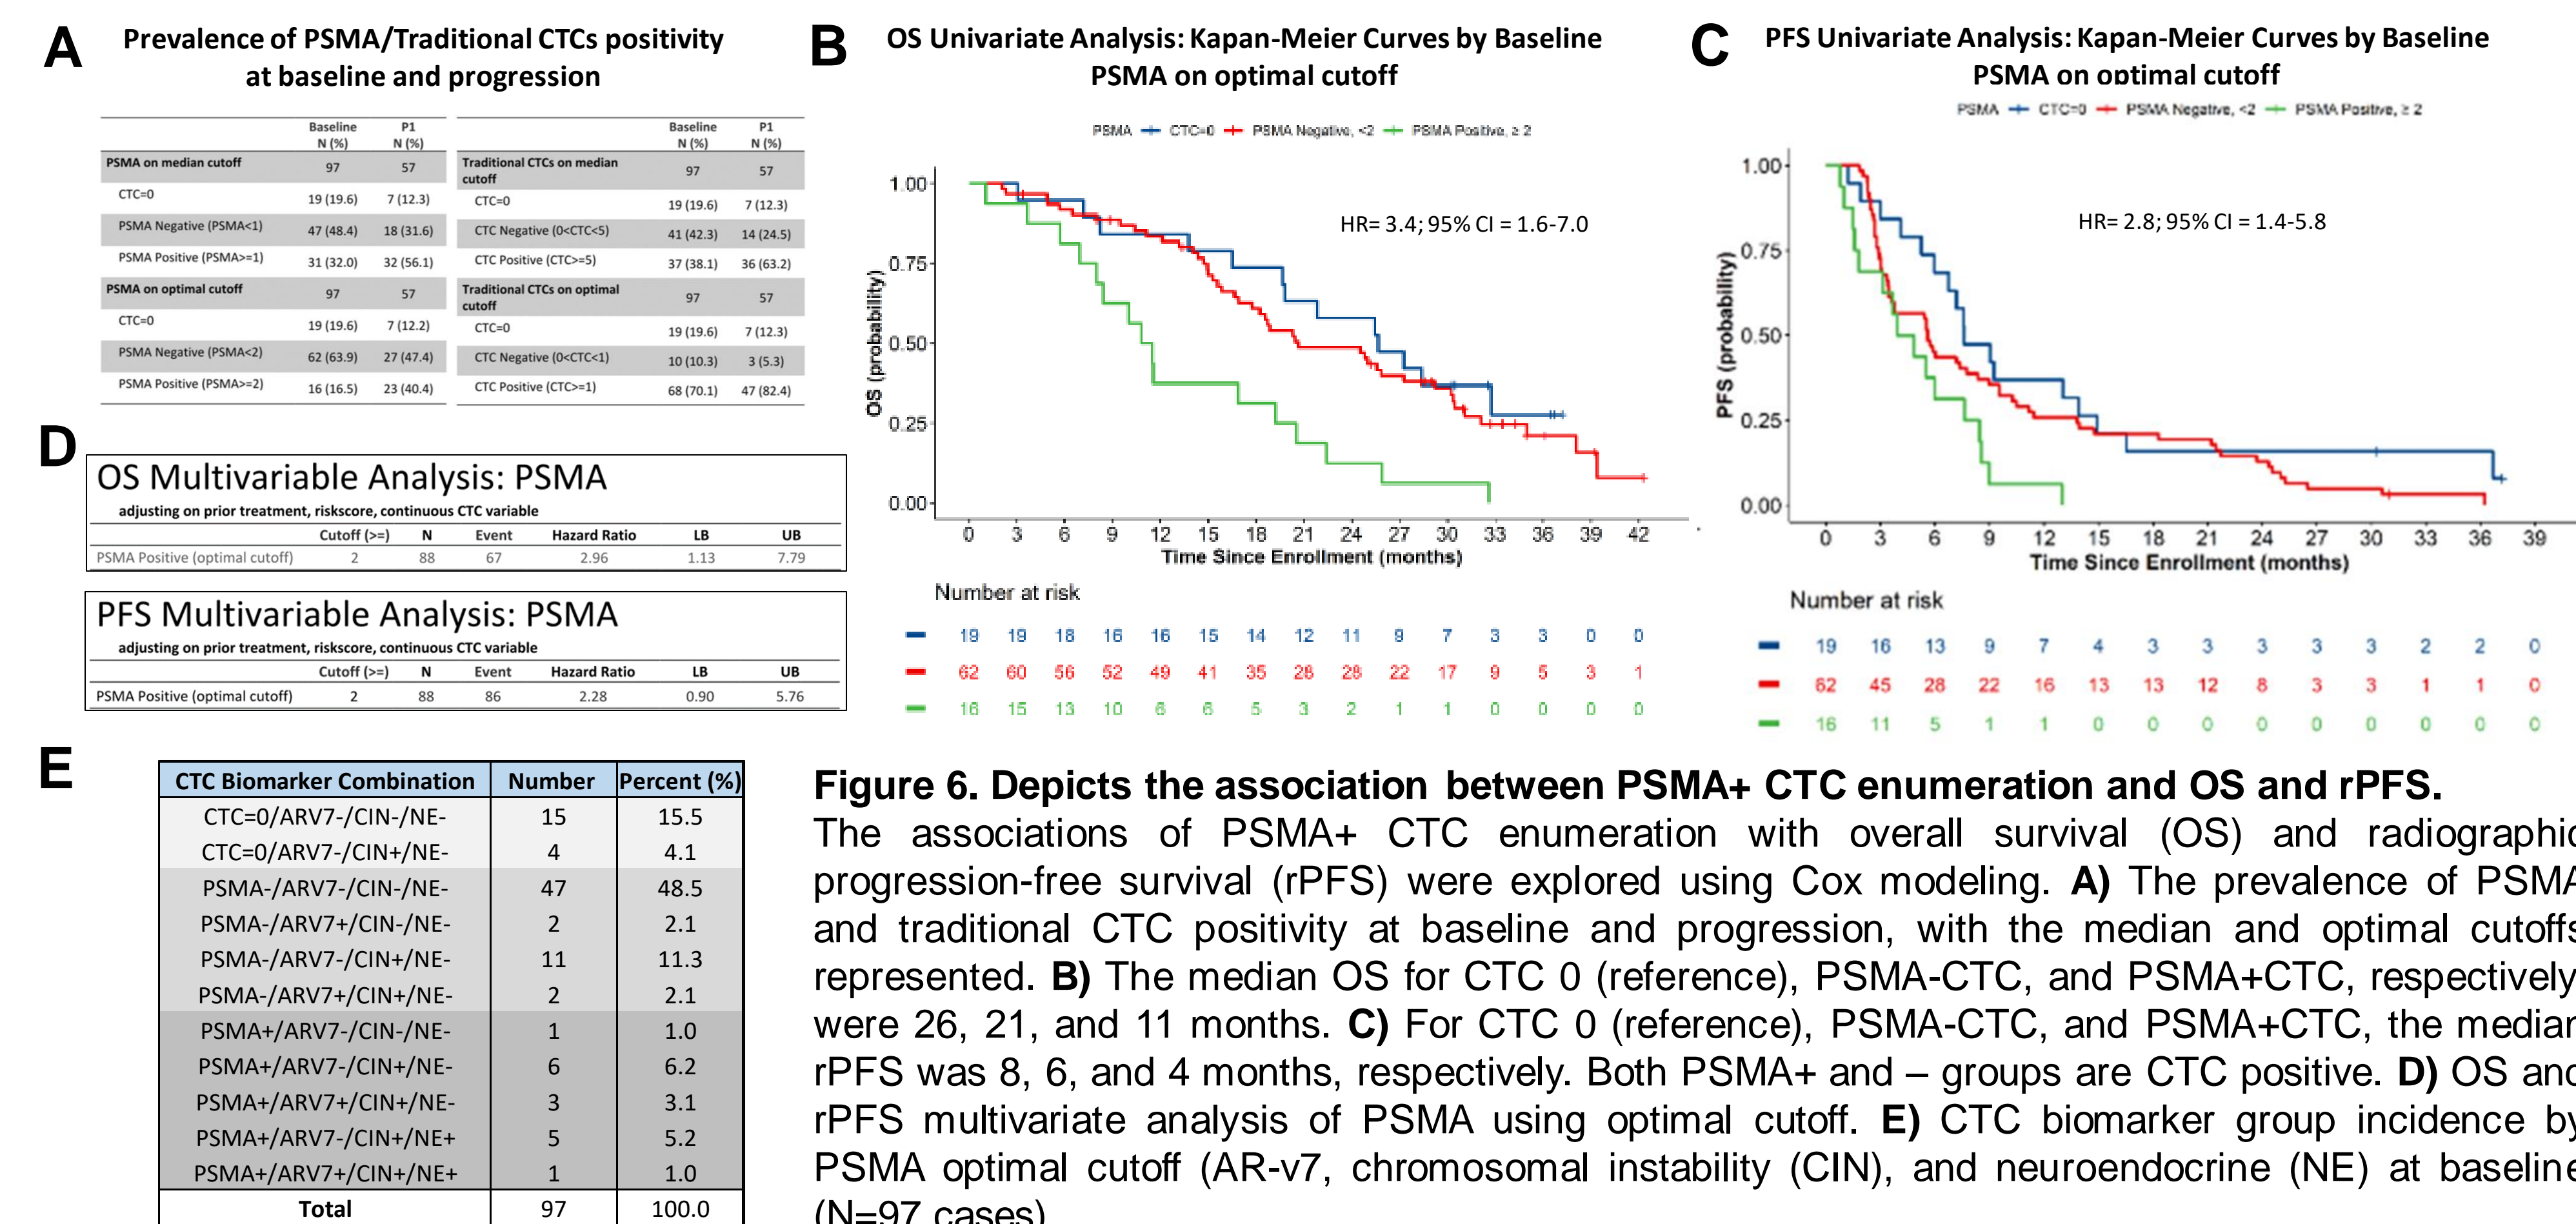 A
Prevalence of PSMA/Traditional CTCs positivity
at baseline and progression
Baseline P1
N (%) N (%)
PSMA on median cutoff 97 57
CTC=0 19 (19.6) 7 (12.3)
PSMA Negative (PSMA<1) 47 (48.4) 18 (31.6)
PSMA Positive (PSMA>=1) 31 (32.0) 32 (56.1)
PSMA on optimal cutoff 97 57
CTC=0 19 (19.6) 7 (12.2)
PSMA Negative (PSMA<2) 62 (63.9) 27 (47.4)
PSMA Positive (PSMA>=2) 16 (16.5) 23 (40.4)
Baseline P1
N (%) N (%)
Traditional CTCs on median
cutoff 97 57
CTC=0 19 (19.6) 7 (12.3)
CTC Negative (0<CTC<5) 41 (42.3) 14 (24.5)
CTC Positive (CTC>=5) 37 (38.1) 36 (63.2)
Traditional CTCs on optimal
cutoff 97 57
CTC=0 19 (19.6) 7 (12.3)
CTC Negative (0<CTC<1) 10 (10.3) 3 (5.3)
CTC Positive (CTC>=1) 68 (70.1) 47 (82.4)
B
OS Univariate Analysis: Kapan-Meier Curves by Baseline
PSMA on optimal cutoff
PSMA CTC=0 PSMA Negative, <2 PSMA Positive, ≥ 2
HR= 3.4; 95% CI = 1.6-7.0
OS (probability)
1.00
0.75
0.50
0.25
0.00
0 3 6 9 12 15 18 21 24 27 30 33 36 39 42
Time Since Enrollment (months)
Number at risk
19 19 18 16 16 15 14 12 11 9 7 3 3 0 0
62 60 56 52 49 41 35 28 28 22 17 9 5 3 1
16 15 13 10 6 6 5 3 2 1 1 0 0 0 0
C
PFS Univariate Analysis: Kapan-Meier Curves by Baseline
PSMA on optimal cutoff
PSMA CTC=0 PSMA Negative, <2 PSMA Positive, ≥ 2
HR= 2.8; 95% CI = 1.4-5.8
PFS (probability)
1.00
0.75
0.50
0.25
0.00
0 3 6 9 12 15 18 21 24 27 30 33 36 39
Time Since Enrollment (months)
Number at risk
19 16 13 9 7 4 3 3 3 3 3 2 2 0
62 45 28 22 16 13 13 12 8 3 3 1 1 0
16 11 5 1 1 0 0 0 0 0 0 0 0 0
D
OS Multivariable Analysis: PSMA
adjusting on prior treatment, riskscore, continuous CTC variable
Cutoff (>=) N Event Hazard Ratio LB UB
PSMA Positive (optimal cutoff) 2 88 67 2.96 1.13 7.79
PFS Multivariable Analysis: PSMA
adjusting on prior treatment, riskscore, continuous CTC variable
Cutoff (>=) N Event Hazard Ratio LB UB
PSMA Positive (optimal cutoff) 2 88 86 2.28 0.90 5.76
E
CTC Biomarker Combination Number Percent (%)
CTC=0/ARV7-/CIN-/NE- 15 15.5
CTC=0/ARV7-/CIN+/NE- 4 4.1
PSMA-/ARV7-/CIN-/NE- 47 48.5
PSMA-/ARV7+/CIN-/NE- 2 2.1
PSMA-/ARV7-/CIN+/NE- 11 11.3
PSMA-/ARV7+/CIN+/NE- 2 2.1
PSMA+/ARV7-/CIN-/NE- 1 1.0
PSMA+/ARV7-/CIN+/NE- 6 6.2
PSMA+/ARV7+/CIN+/NE- 3 3.1
PSMA+/ARV7-/CIN+/NE+ 5 5.2
PSMA+/ARV7+/CIN+/NE+ 1 1.0
Total 97 100.0
Figure 6. Depicts the association between PSMA+ CTC enumeration and OS and rPFS.
The associations of PSMA+ CTC enumeration with overall survival (OS) and radiographic
progression-free survival (rPFS) were explored using Cox modeling. A) The prevalence of PSMA
and traditional CTC positivity at baseline and progression, with the median and optimal cutoffs
represented. B) The median OS for CTC 0 (reference), PSMA-CTC, and PSMA+CTC, respectively,
were 26, 21, and 11 months. C) For CTC 0 (reference), PSMA-CTC, and PSMA+CTC, the median
rPFS was 8, 6, and 4 months, respectively. Both PSMA+ and – groups are CTC positive. D) OS and
rPFS multivariate analysis of PSMA using optimal cutoff. E) CTC biomarker group incidence by
PSMA optimal cutoff (AR-v7, chromosomal instability (CIN), and neuroendocrine (NE) at baseline
(N=97 cases)